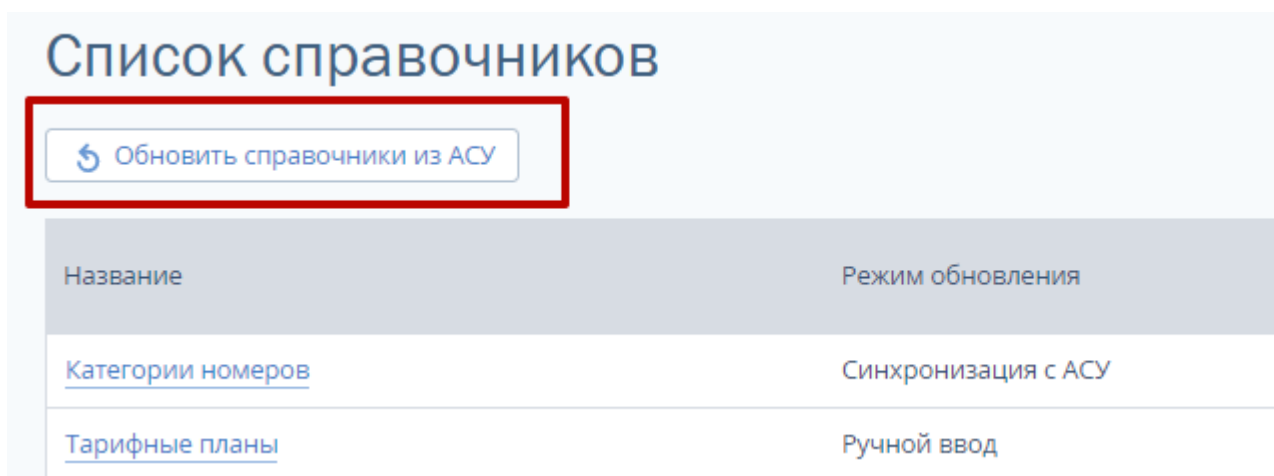 Список справочников
Обновить справочники из АСУ
Название Режим обновления
Категории номеров Синхронизация с АСУ
Тарифные планы Ручной ввод